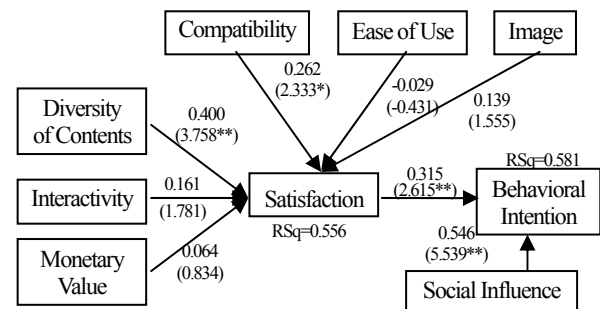 Compatibility
Ease of Use
Image
0.262
(2.333*)
-0.029
(-0.431)
0.139
(1.555)
Diversity
of Contents
0.400
(3.758**)
Interactivity
0.161
(1.781)
Monetary
Value
0.064
(0.834)
Satisfaction
RSq=0.556
0.315
(2.615**)
RSq=0.581
Behavioral
Intention
0.546
(5.539**)
Social Influence